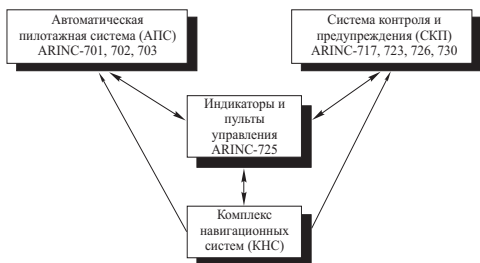 Автоматическая
пилотажная система (АПС)
ARINC-701, 702, 703
Система контроля и
предупреждения (СКП)
ARINC-717, 723, 726, 730
Индикаторы и
пульты
управления
ARINC-725
Комплекс
навигационных
систем (КНС)